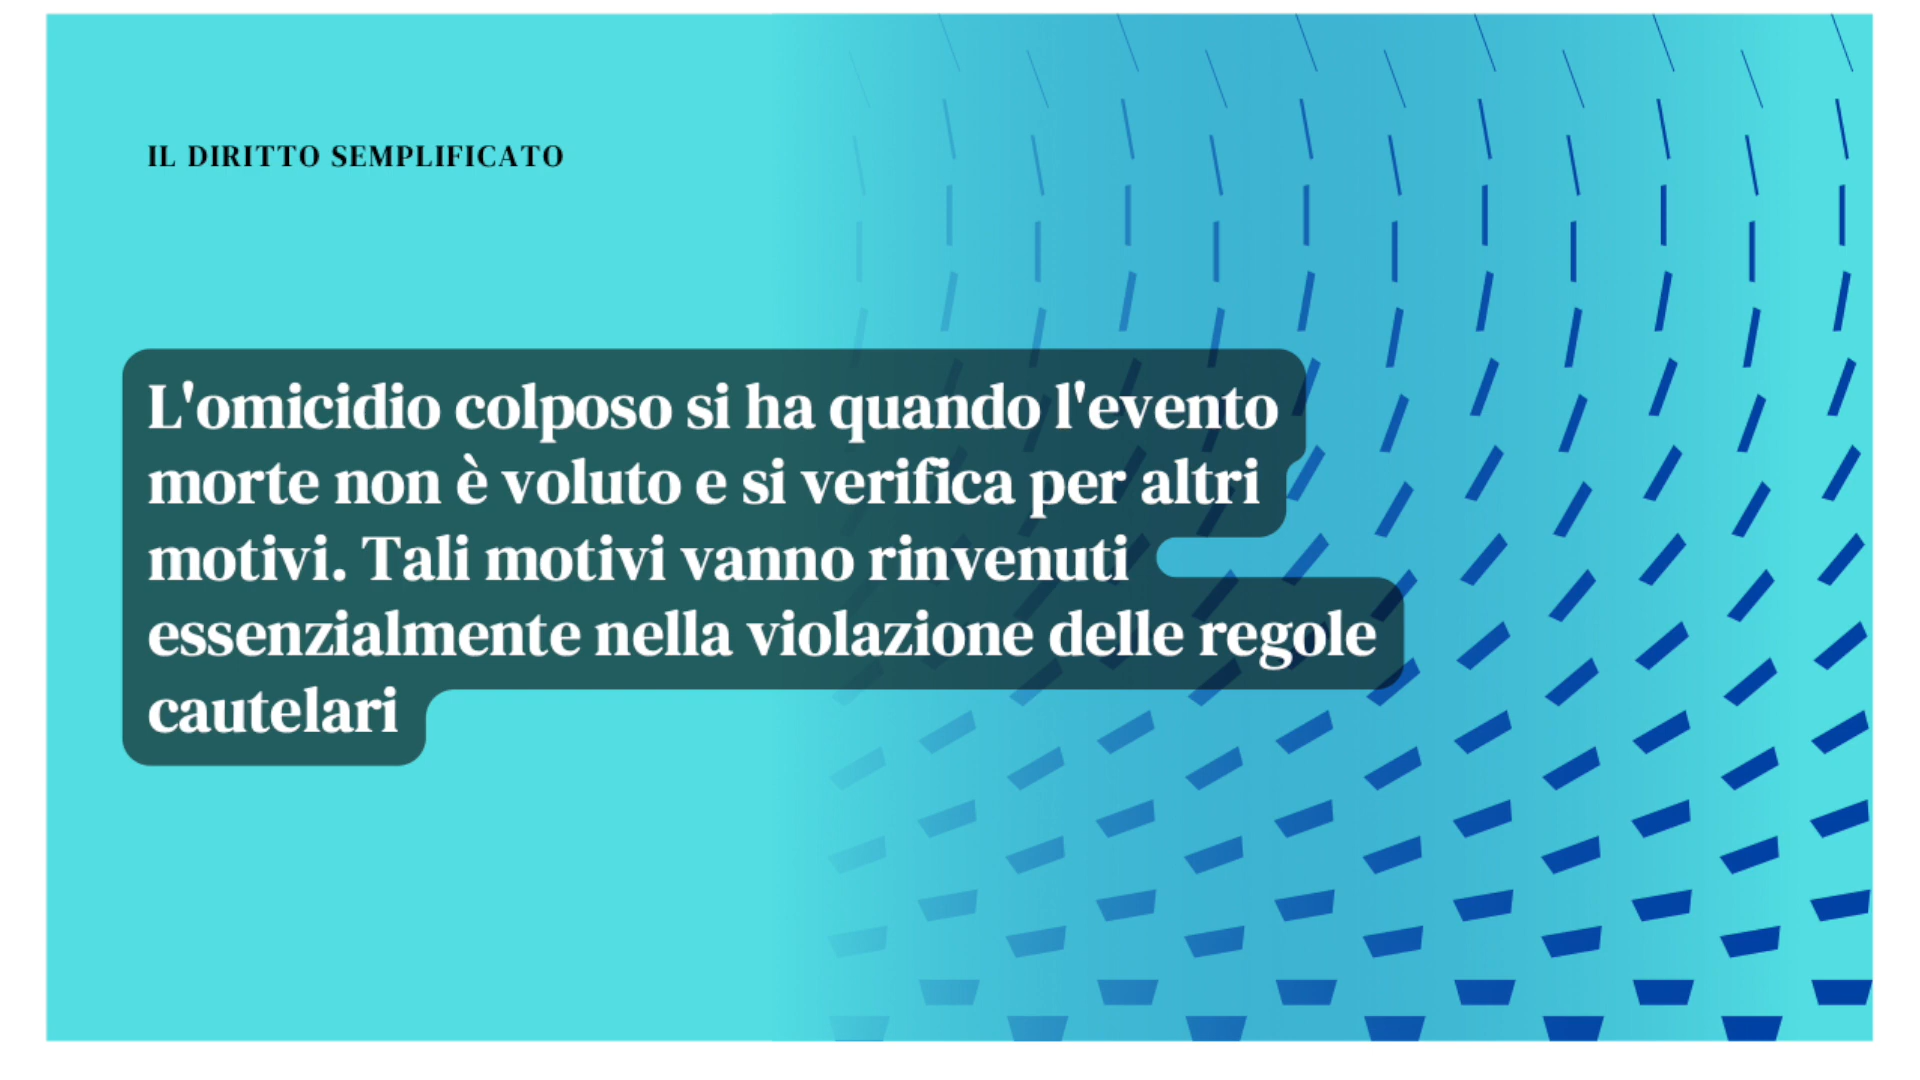 IL DIRITTO SEMPLIFICATO
L'omicidio colposo si ha quando l'evento
morte non è voluto e si verifica per altri
motivi. Tali motivi vanno rinvenuti
essenzialmente nella violazione delle regole
cautelari